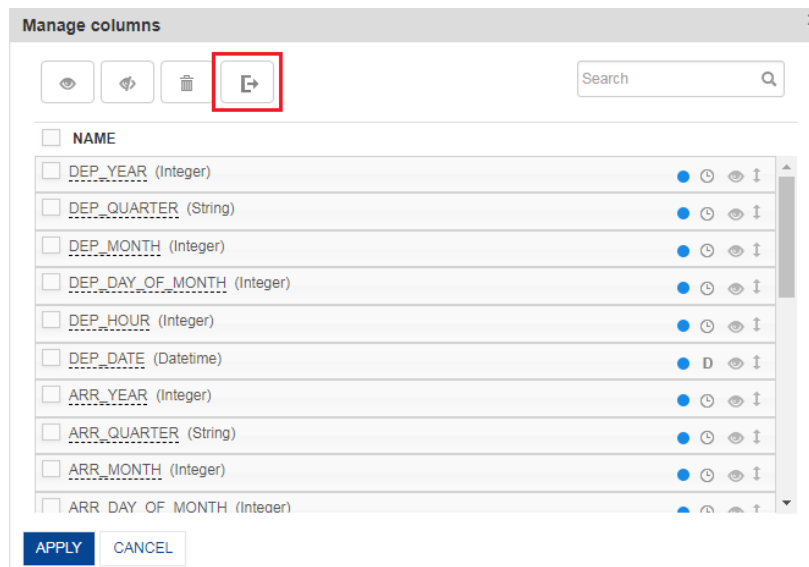 Manage columns
Search
NAME
DEP_YEAR (Integer)
DEP_QUARTER (String)
DEP_MONTH (Integer)
DEP_DAY_OF_MONTH (Integer)
DEP_HOUR (Integer)
DEP_DATE (Datetime)
D
ARR_YEAR (Integer)
ARR_QUARTER (String)
ARR_MONTH (Integer)
ARR_DAY_OF_MONTH (Integer)
APPLY CANCEL